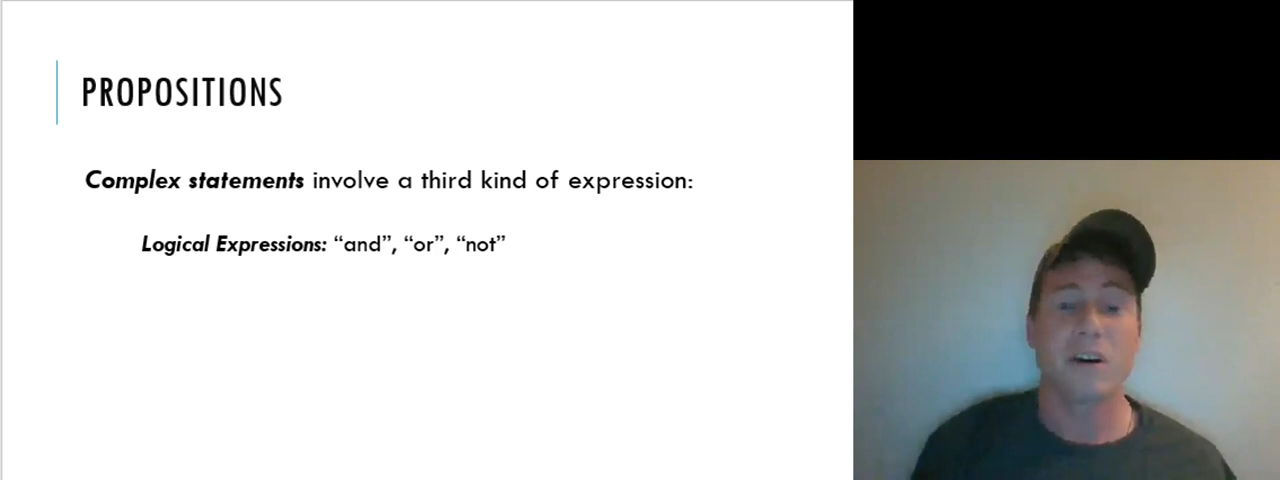 PROPOSITIONS
Complex statements involve a third kind of expression:
Logical Expressions: “and”, “or”, “not”